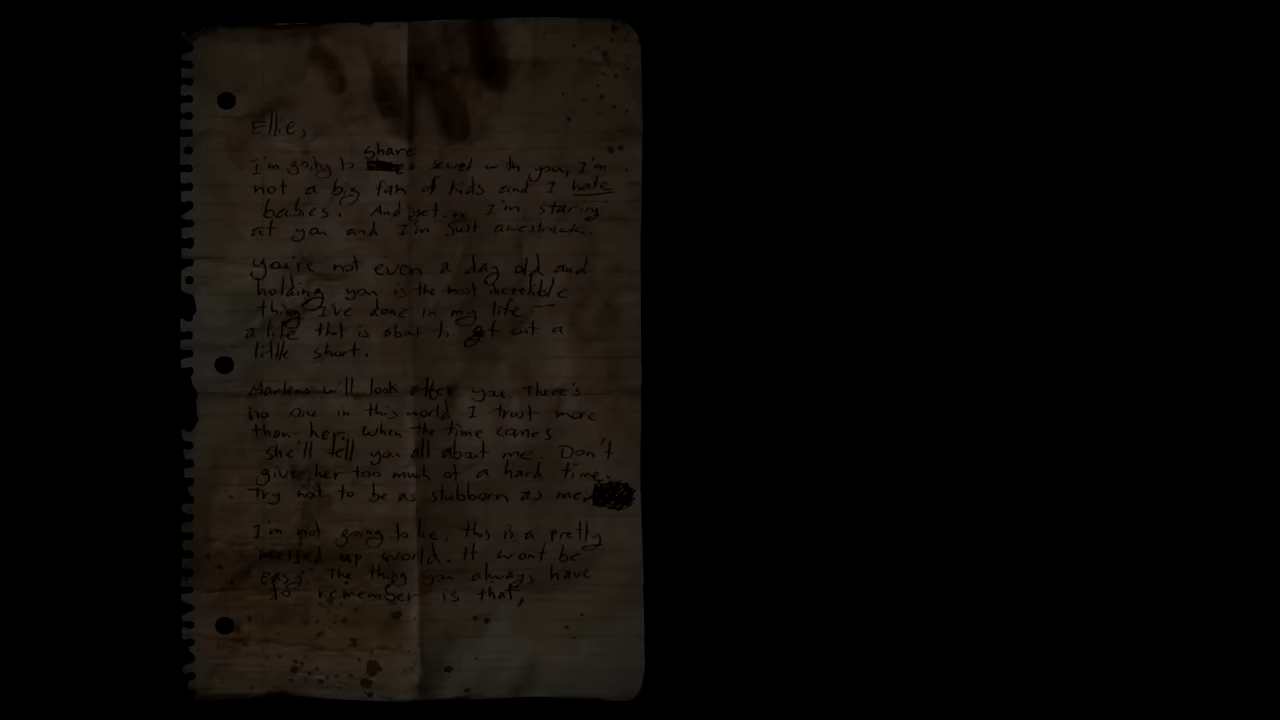 Ellie,
share
I'm going to a secret with you, I'm
not a big fan of kids and I hate
babies. And yet... I'm staring
at you and I'm just awestruck.
You're not even a day old and
holding you is the most incredible
thing I've done in my life —
a life that is about to get cut a
little short.
Marlene will look after you. There's
no one in this world I trust more
than her. When the time comes
she'll tell you all about me. Don't
give her too much of a hard time.
Try not to be as stubborn as me.
I'm not going to lie, this is a pretty
messed up world. It wont be
easy. The thing you always have
to remember is that,